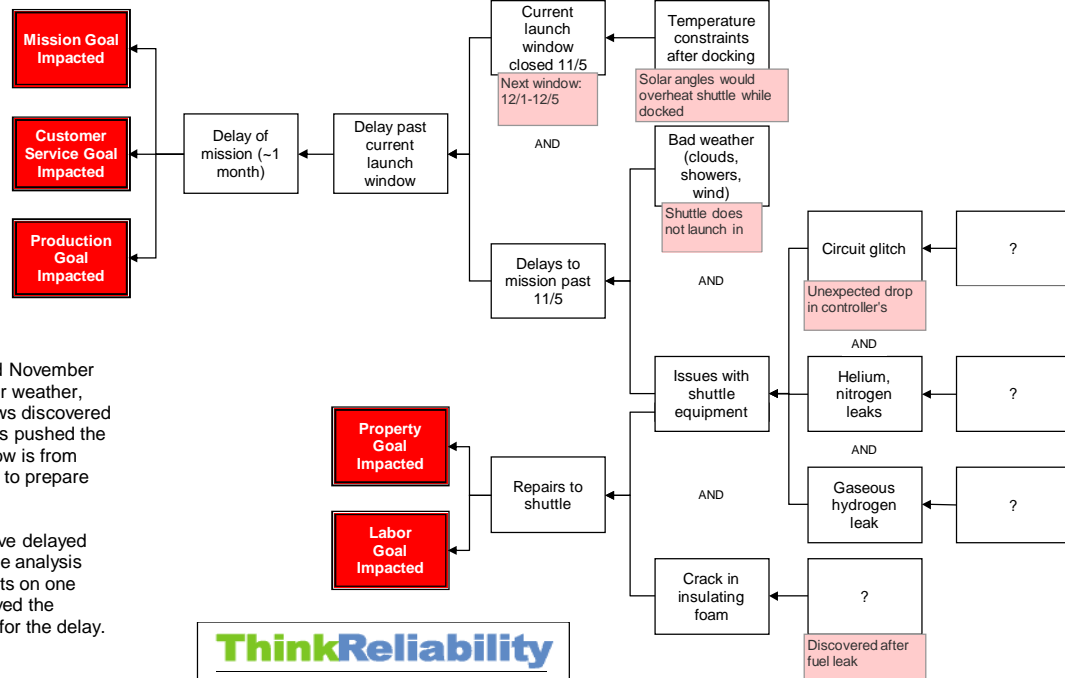 Mission Goal
Impacted
Customer
Service Goal
Impacted
Production
Goal
Impacted
Delay of
mission (~1
month)
Delay past
current
launch
window
Current
launch
window
closed 11/5
Next window:
12/1-12/5
Temperature
constraints
after docking
Solar angles would
overheat shuttle while
docked
AND
Bad weather
(clouds,
showers,
wind)
Shuttle does
not launch in
Delays to
mission past
11/5
AND
Circuit glitch
?
Unexpected drop
in controller's
AND
Issues with
shuttle
equipment
Helium,
nitrogen
leaks
?
AND
Gaseous
hydrogen
leak
?
Property
Goal
Impacted
Labor
Goal
Impacted
Repairs to
shuttle
AND
Crack in
insulating
foam
?
Discovered after
fuel leak
November
r weather,
ws discovered
s pushed the
ow is from
to prepare
ve delayed
e analysis
ts on one
yed the
for the delay.
ThinkReliability